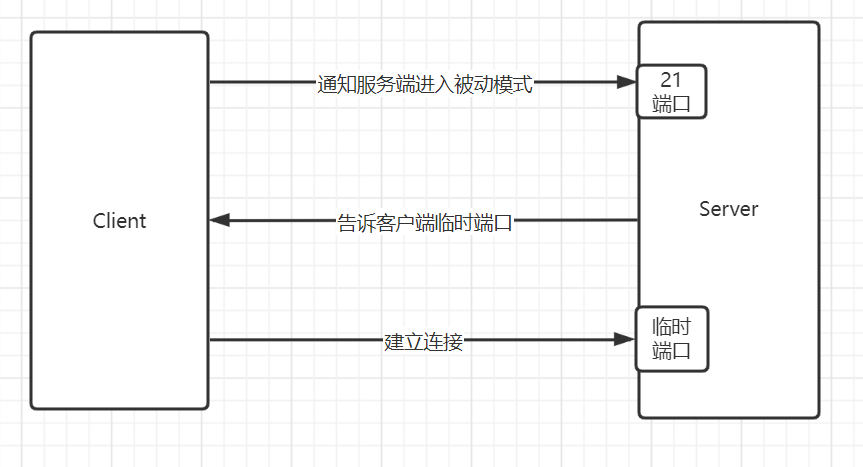 通知服务端进入被动模式
21
端口
Client
告诉客户端临时端口
Server
建立连接
临时
端口